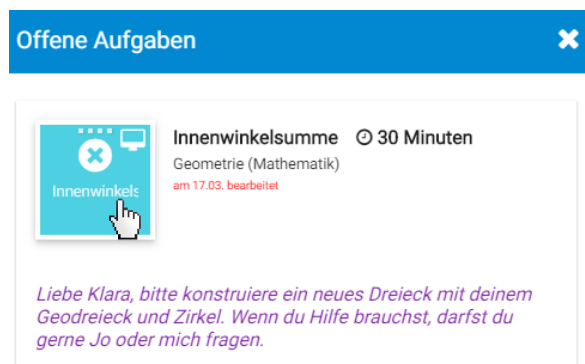 Offene Aufgaben
Innenwinkelsumme 30 Minuten
Geometrie (Mathematik)
am 17.03. bearbeitet
Innenwinkels
Liebe Klara, bitte konstruiere ein neues Dreieck mit deinem
Geodreieck und Zirkel. Wenn du Hilfe brauchst, darfst du
gerne Jo oder mich fragen.